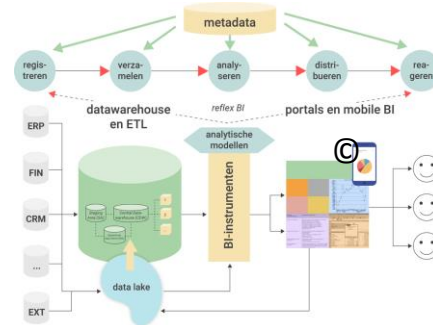 metadata
regis-
treren
verza-
melen
analy-
seren
distri-
bueren
rea-
geren
datawarehouse
en ETL
reflex BI
portals en mobile BI
analytische
modellen
©
ERP
FIN
CRM
...
EXT
BI-instrumenten
data lake